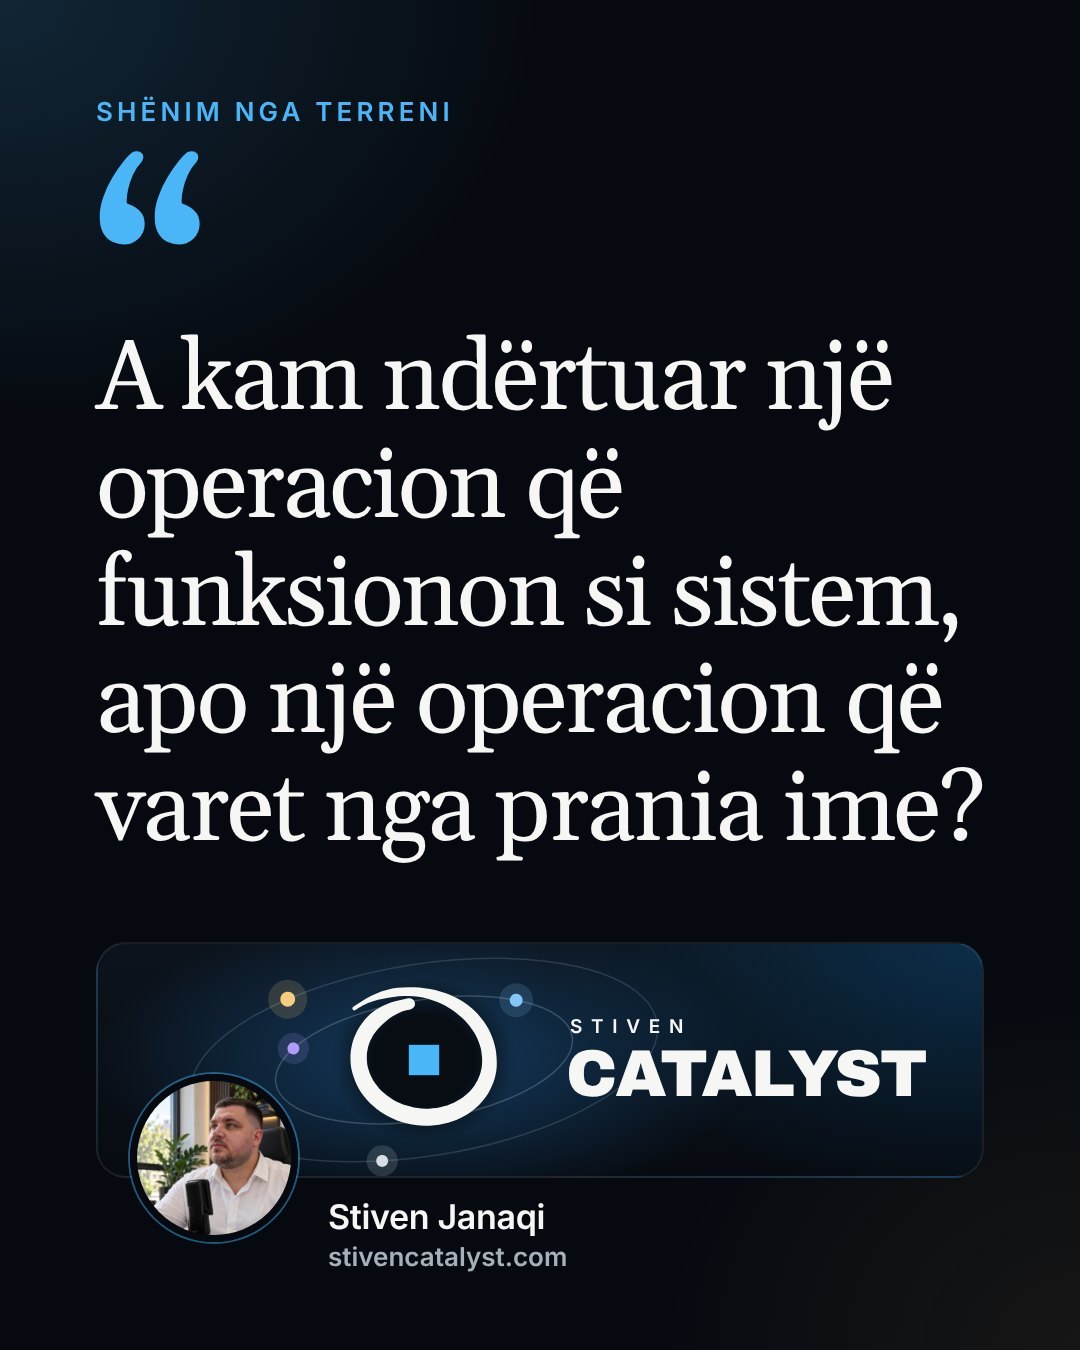 SHËNIM NGA TERRENI
“
A kam ndërtuar një
operacion që
funksionon si sistem,
apo një operacion që
varet nga prania ime?
STIVEN
CATALYST
Stiven Janaqi
stivencatalyst.com